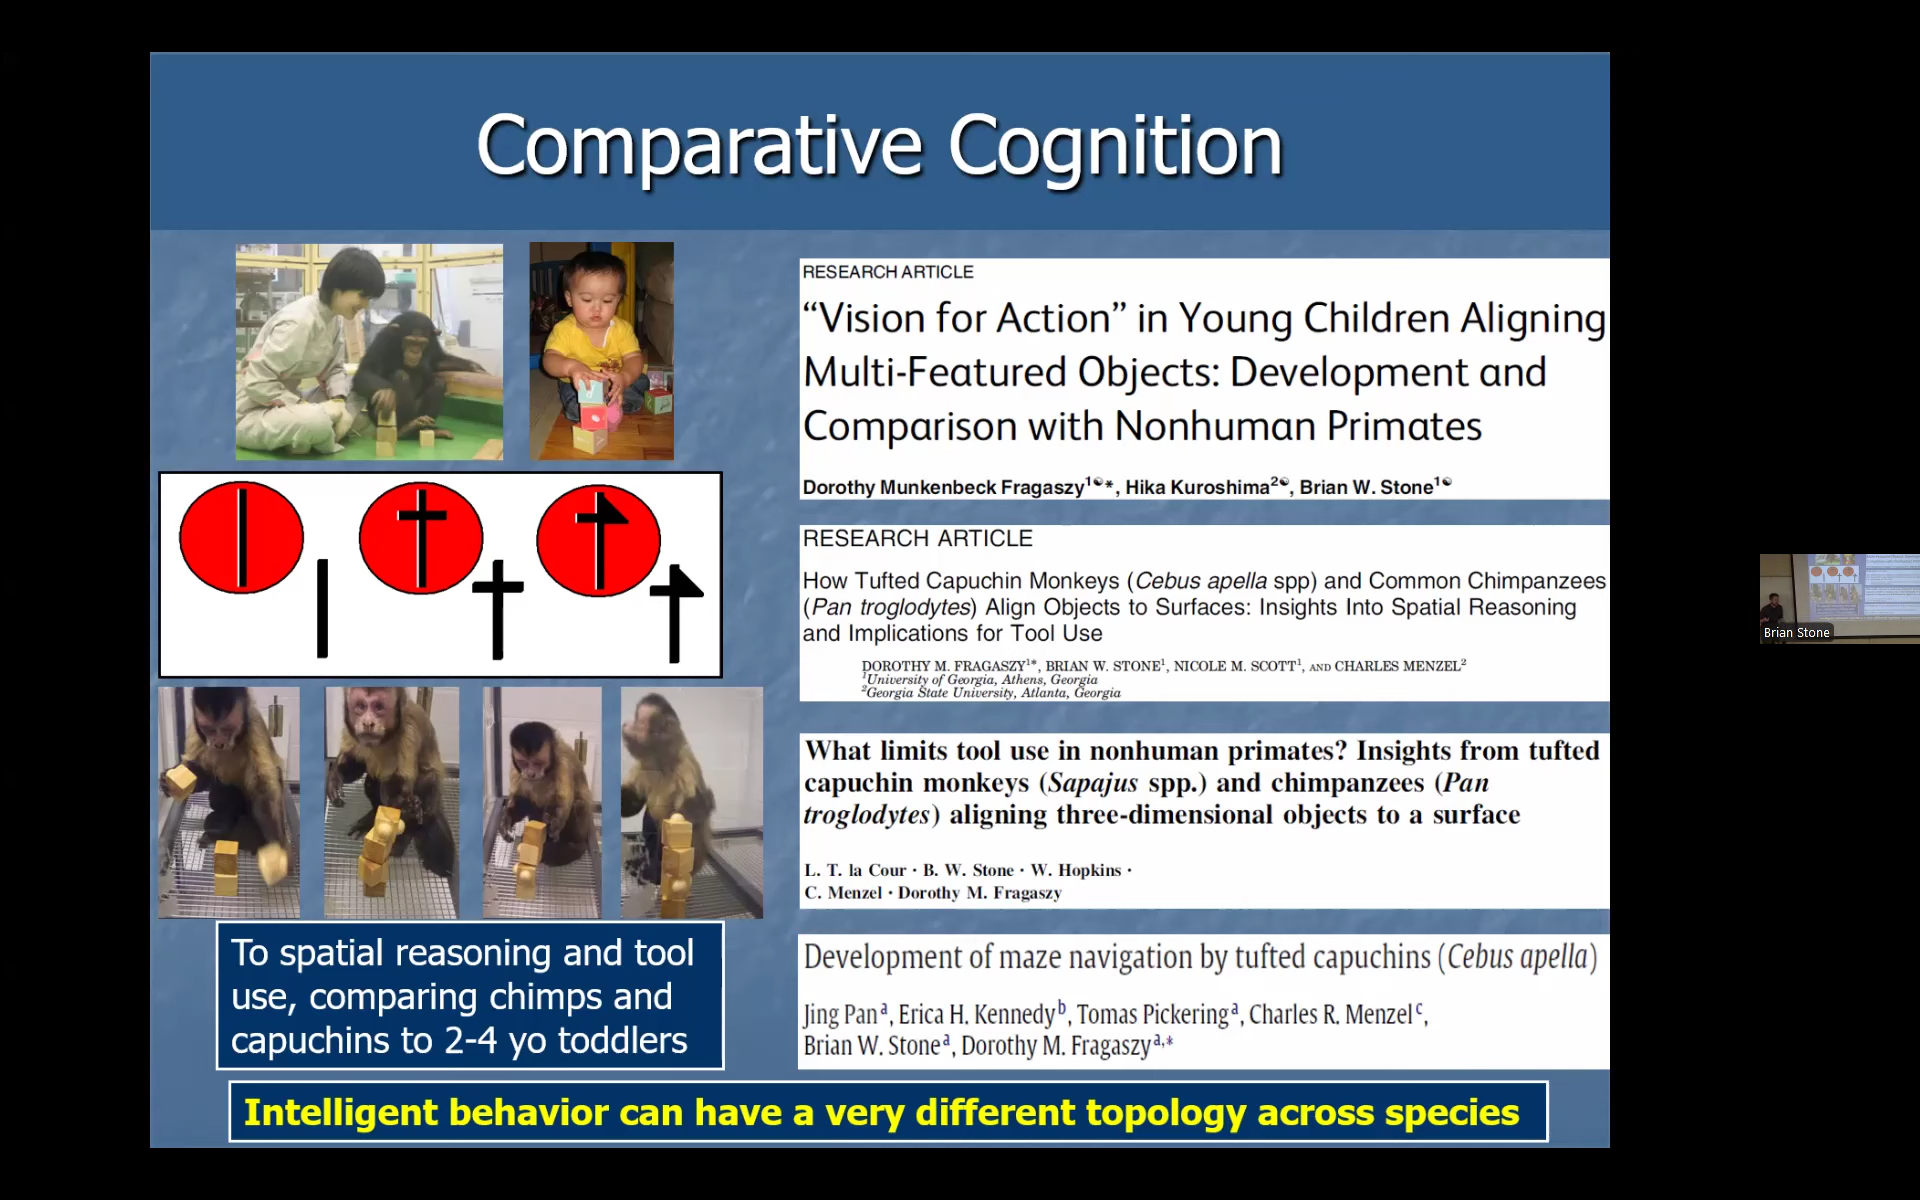 Comparative Cognition
RESEARCH ARTICLE
“Vision for Action” in Young Children Aligning
Multi-Featured Objects: Development and
Comparison with Nonhuman Primates
Dorothy Munkenbeck Fragaszy1☯*, Hika Kuroshima2☯, Brian W. Stone1☯
RESEARCH ARTICLE
How Tufted Capuchin Monkeys (Cebus apella spp) and Common Chimpanzees
(Pan troglodytes) Align Objects to Surfaces: Insights Into Spatial Reasoning
and Implications for Tool Use
DOROTHY M. FRAGASZY1*, BRIAN W. STONE1, NICOLE M. SCOTT1, AND CHARLES MENZEL2
1University of Georgia, Athens, Georgia
2Georgia State University, Atlanta, Georgia
What limits tool use in nonhuman primates? Insights from tufted
capuchin monkeys (Sapajus spp.) and chimpanzees (Pan
troglodytes) aligning three-dimensional objects to a surface
L. T. la Cour · B. W. Stone · W. Hopkins ·
C. Menzel · Dorothy M. Fragaszy
Development of maze navigation by tufted capuchins (Cebus apella)
Jing Pan a, Erica H. Kennedy b, Tomas Pickering a, Charles R. Menzel c,
Brian W. Stone a, Dorothy M. Fragaszy a,*
To spatial reasoning and tool
use, comparing chimps and
capuchins to 2-4 yo toddlers
Intelligent behavior can have a very different topology across species
Brian Stone